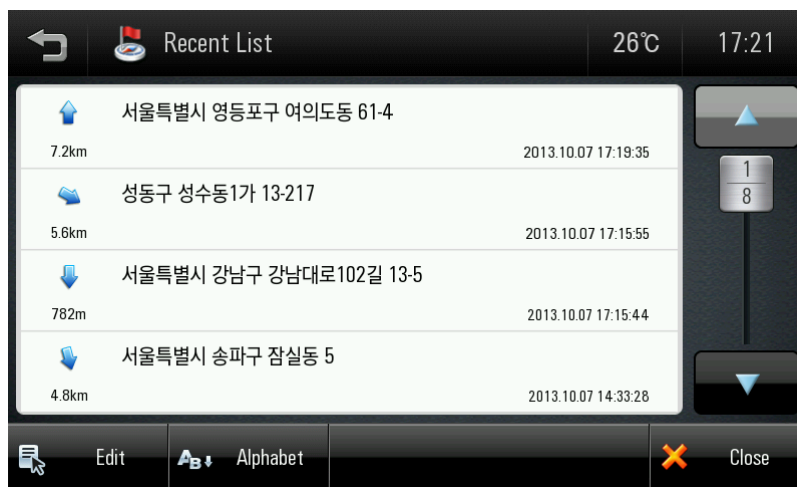 Recent List
26℃
17:21
서울특별시 영등포구 여의도동 61-4
7.2km
2013.10.07 17:19:35
성동구 성수동1가 13-217
5.6km
2013.10.07 17:15:55
서울특별시 강남구 강남대로102길 13-5
782m
2013.10.07 17:15:44
서울특별시 송파구 잠실동 5
4.8km
2013.10.07 14:33:28
1
8
Edit
AB
Alphabet
Close